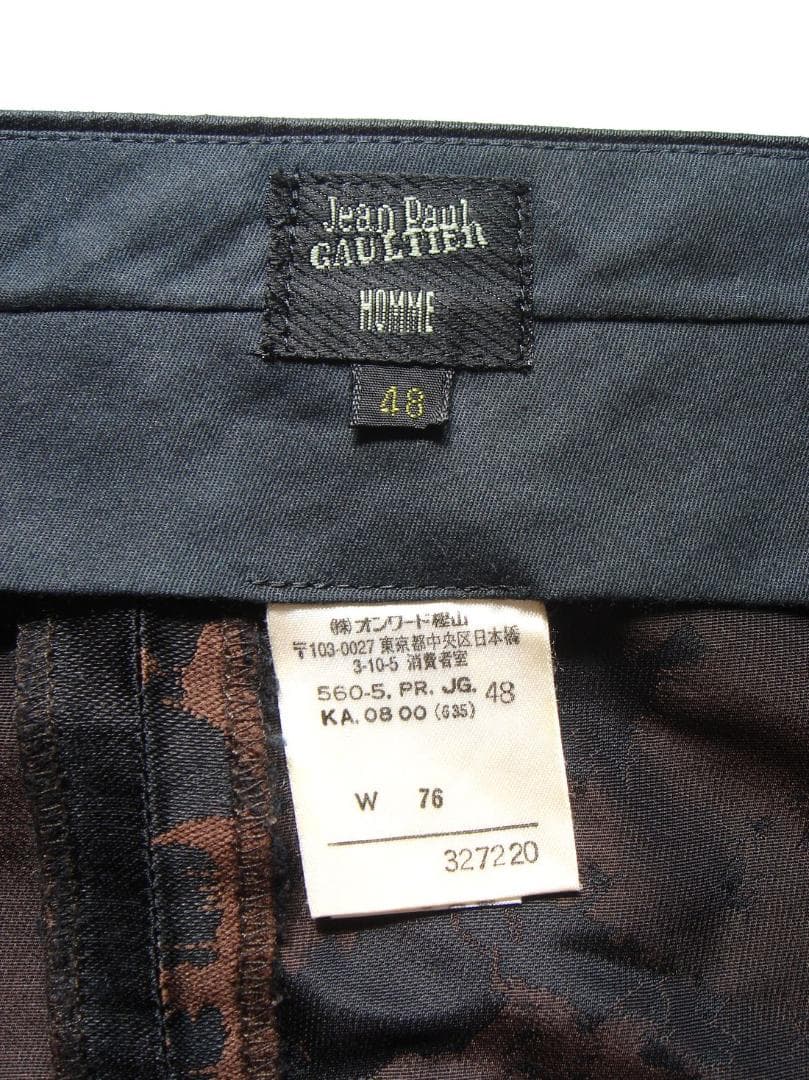 Jean Paul
GAULTIER
HOMME
48
㈱オンワード樫山
〒103-0027 東京都中央区日本橋
3-10-5 消費者室
560-5. PR. JG. 48
KA. 08 00 (635)
W 76
327220